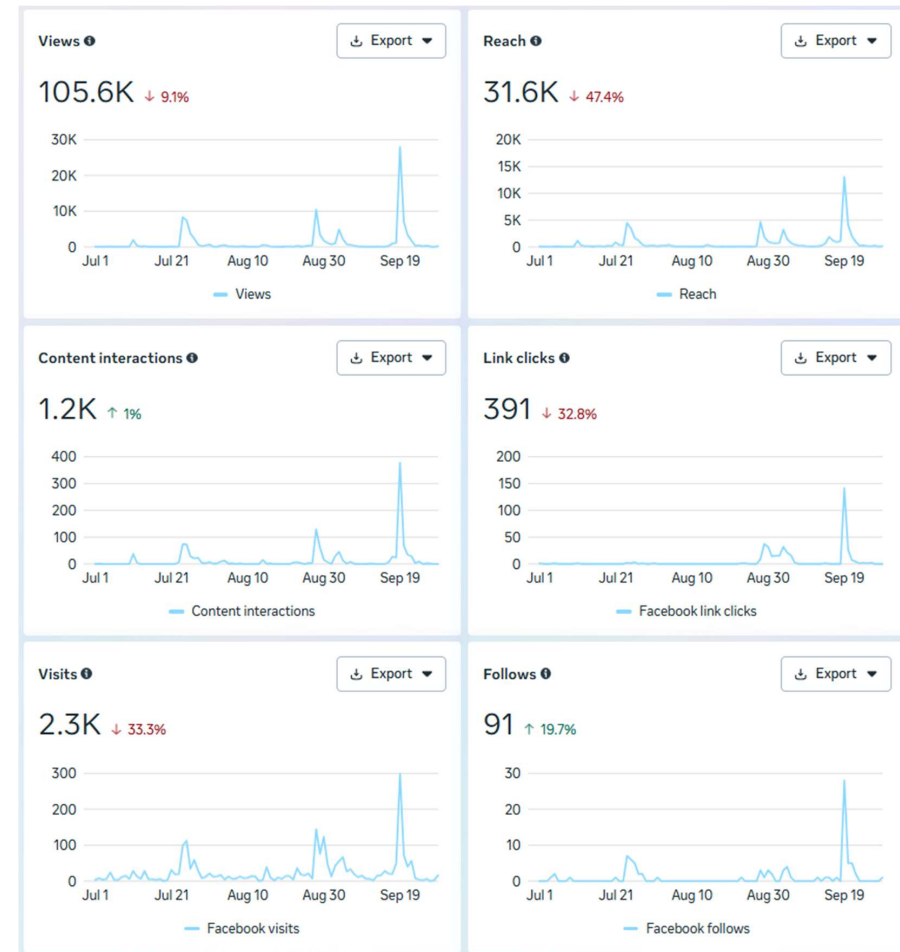 Views Export
105.6K ↓ 9.1%
30K
20K
10K
0
Jul 1 Jul 21 Aug 10 Aug 30 Sep 19
Views
Reach Export
31.6K ↓ 47.4%
20K
15K
10K
5K
0
Jul 1 Jul 21 Aug 10 Aug 30 Sep 19
Reach
Content interactions Export
1.2K ↑ 1%
400
300
200
100
0
Jul 1 Jul 21 Aug 10 Aug 30 Sep 19
Content interactions
Link clicks Export
391 ↓ 32.8%
200
150
100
50
0
Jul 1 Jul 21 Aug 10 Aug 30 Sep 19
Facebook link clicks
Visits Export
2.3K ↓ 33.3%
300
200
100
0
Jul 1 Jul 21 Aug 10 Aug 30 Sep 19
Facebook visits
Follows Export
91 ↑ 19.7%
30
20
10
0
Jul 1 Jul 21 Aug 10 Aug 30 Sep 19
Facebook follows